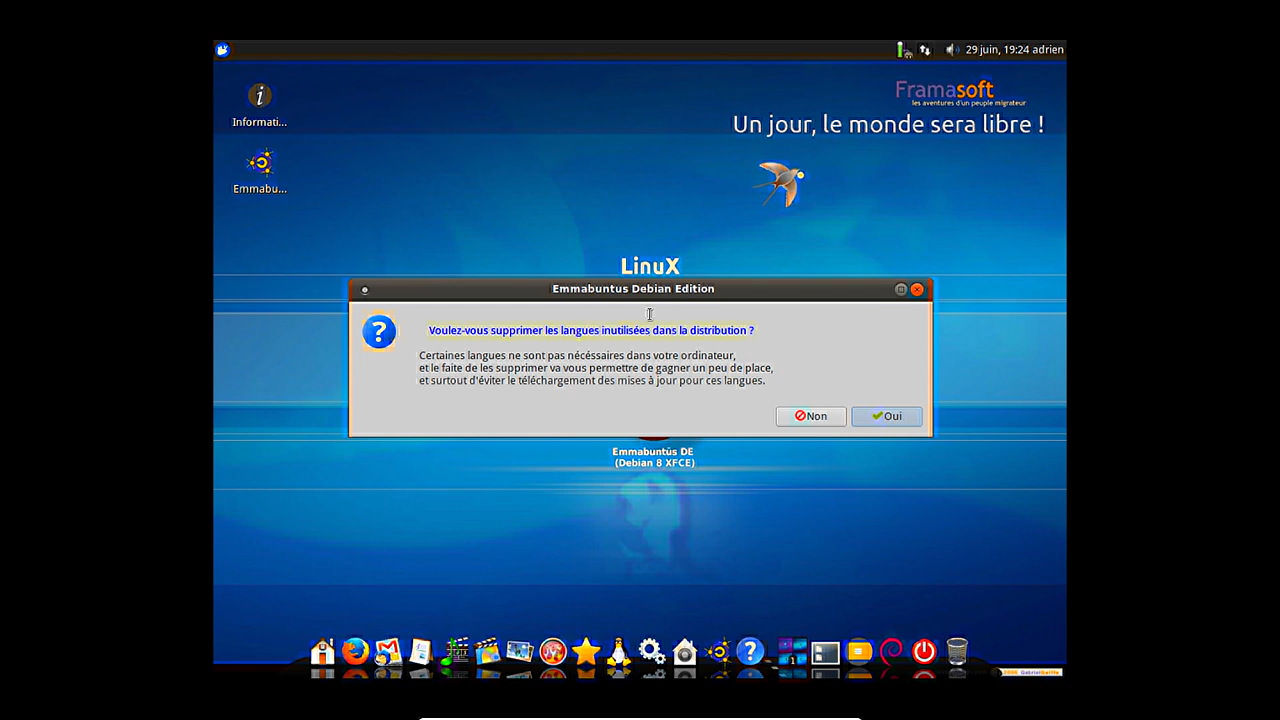 29 juin, 19:24 adrien
Framasoft
les aventures d'un peuple migrateur
Un jour, le monde sera libre !
Informati...
Emmabu...
LinuX
Emmabuntus Debian Edition
Voulez-vous supprimer les langues inutilisées dans la distribution ?
Certaines langues ne sont pas nécéssaires dans votre ordinateur,
et le faite de les supprimer va vous permettre de gagner un peu de place,
et surtout d'éviter le téléchargement des mises à jour pour ces langues.
Non
Oui
Emmabuntüs DE
(Debian 8 XFCE)
1